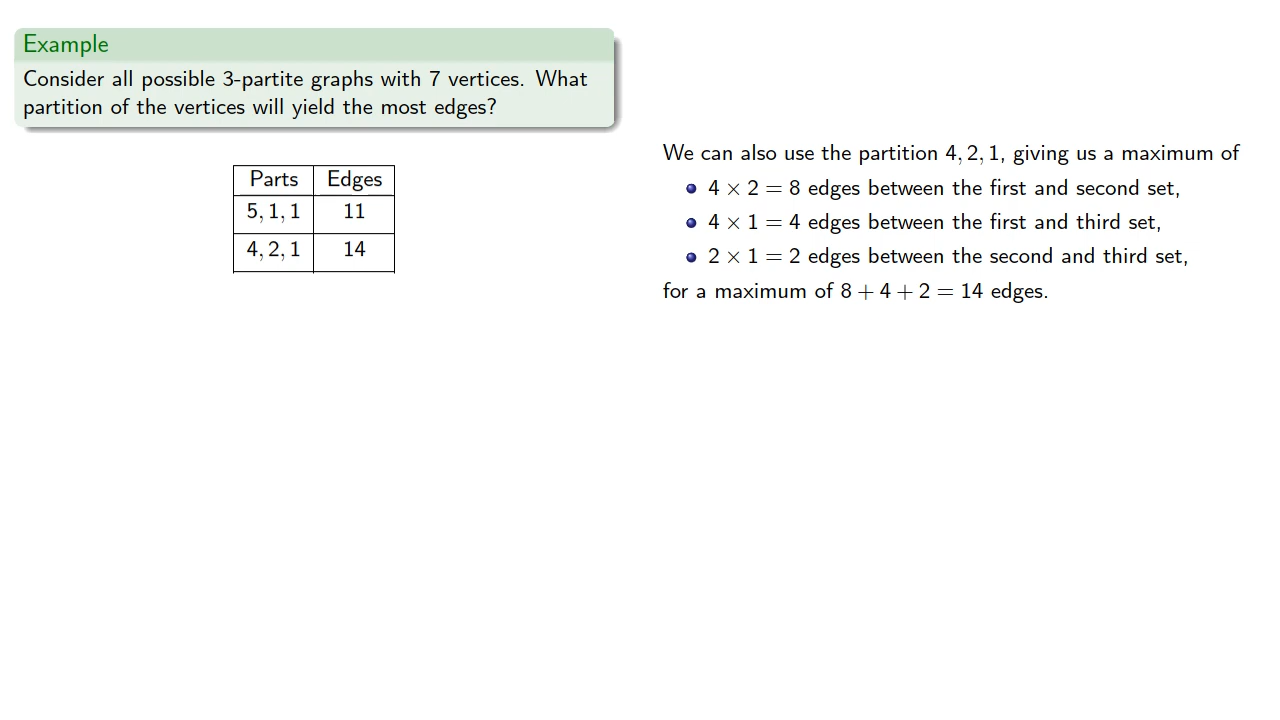 Example
Consider all possible 3-partite graphs with 7 vertices. What
partition of the vertices will yield the most edges?
Parts Edges
5, 1, 1 11
4, 2, 1 14
We can also use the partition 4, 2, 1, giving us a maximum of
4 × 2 = 8 edges between the first and second set,
4 × 1 = 4 edges between the first and third set,
2 × 1 = 2 edges between the second and third set,
for a maximum of 8 + 4 + 2 = 14 edges.